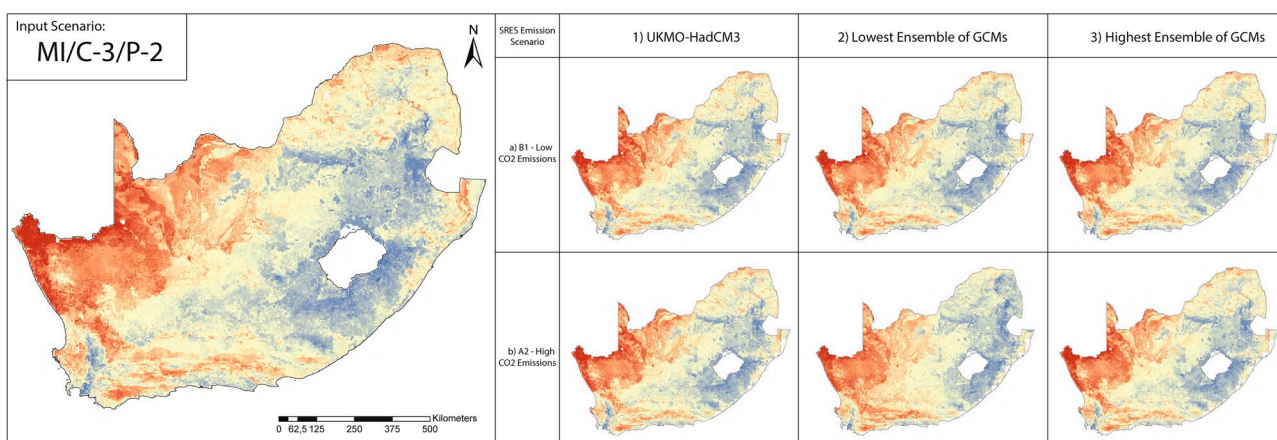 Input Scenario:
MI/C-3/P-2
N
0 62,5 125 250 375 500 Kilometers
SRES Emission
Scenario
1) UKMO-HadCM3
2) Lowest Ensemble of GCMs
3) Highest Ensemble of GCMs
a) B1 - Low
CO2 Emissions
b) A2 - High
CO2 Emissions